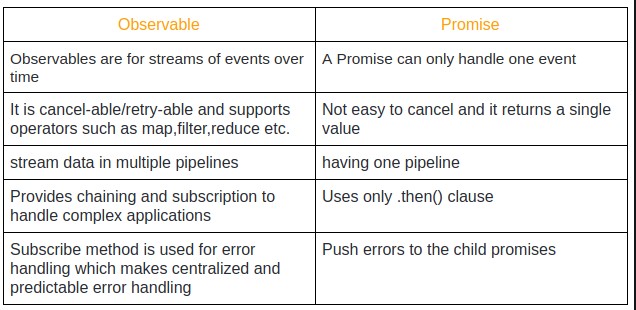 Observable
Promise
Observables are for streams of events over
time
A Promise can only handle one event
It is cancel-able/retry-able and supports
operators such as map,filter,reduce etc.
Not easy to cancel and it returns a single
value
stream data in multiple pipelines
having one pipeline
Provides chaining and subscription to
handle complex applications
Uses only .then() clause
Subscribe method is used for error
handling which makes centralized and
predictable error handling
Push errors to the child promises